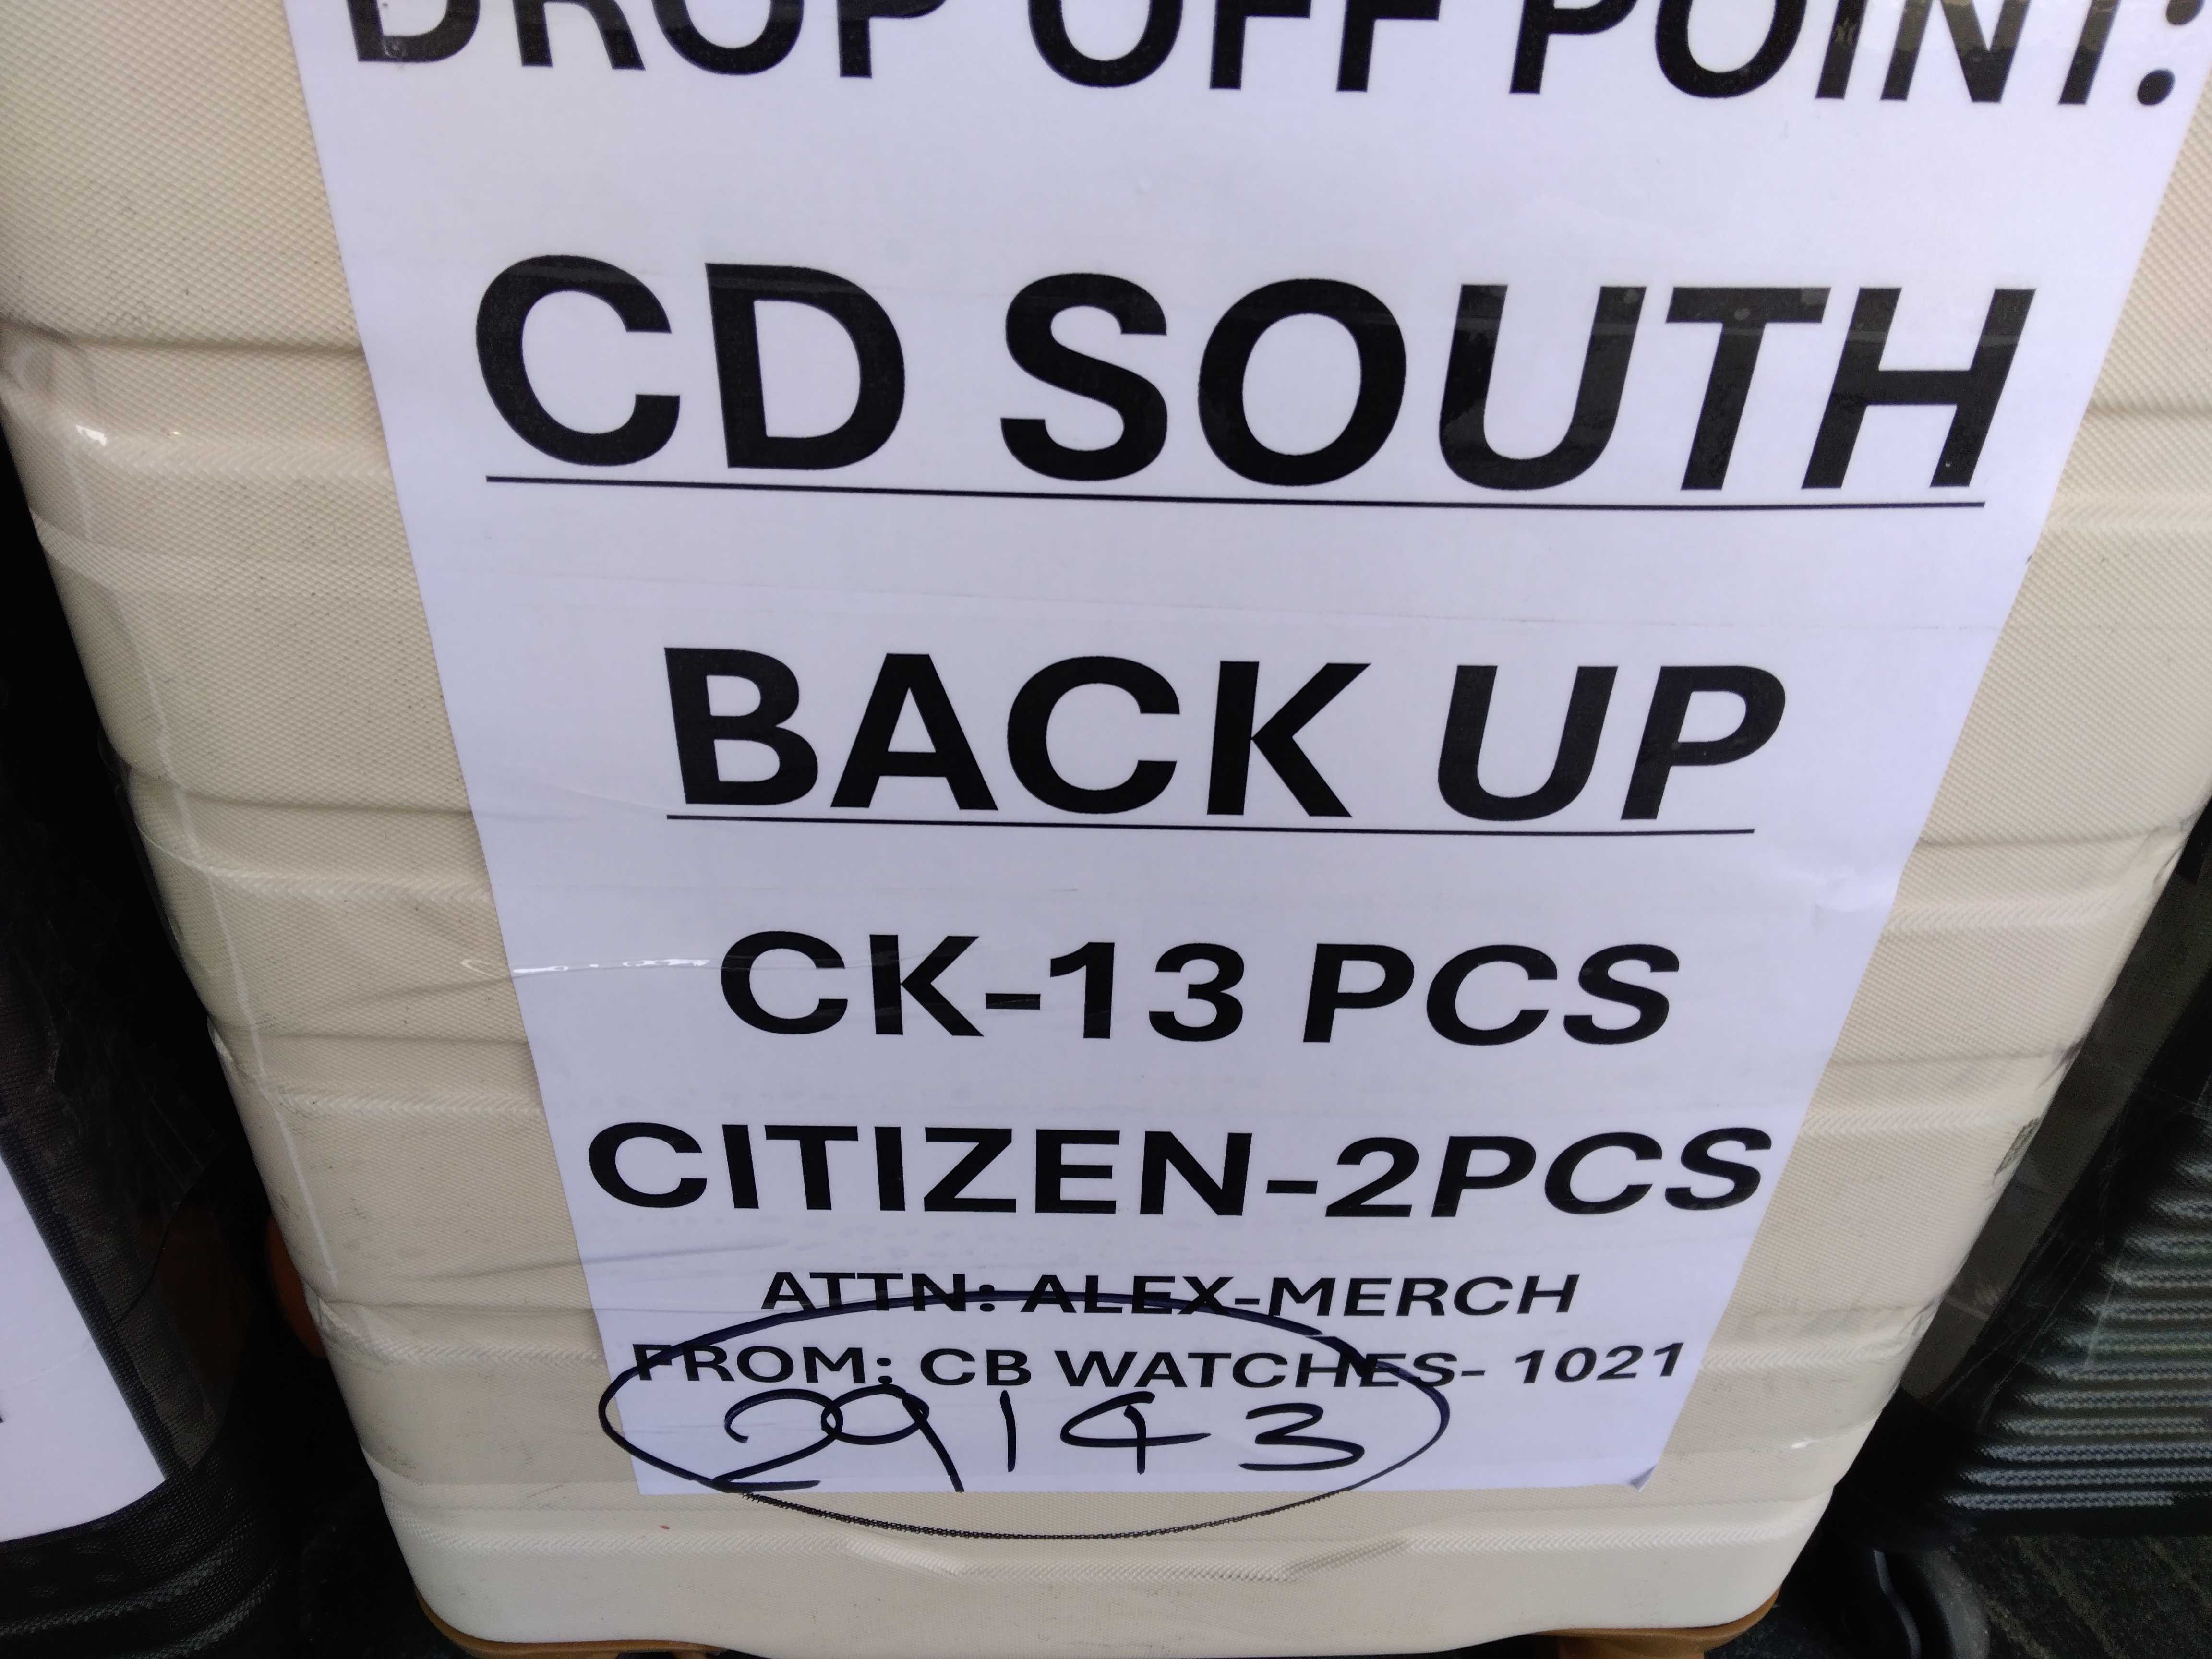 DROP OFF POINT:
CD SOUTH
BACK UP
CK-13 PCS
CITIZEN-2PCS
ATTN: ALEX-MERCH
FROM: CB WATCHES- 1021
29143